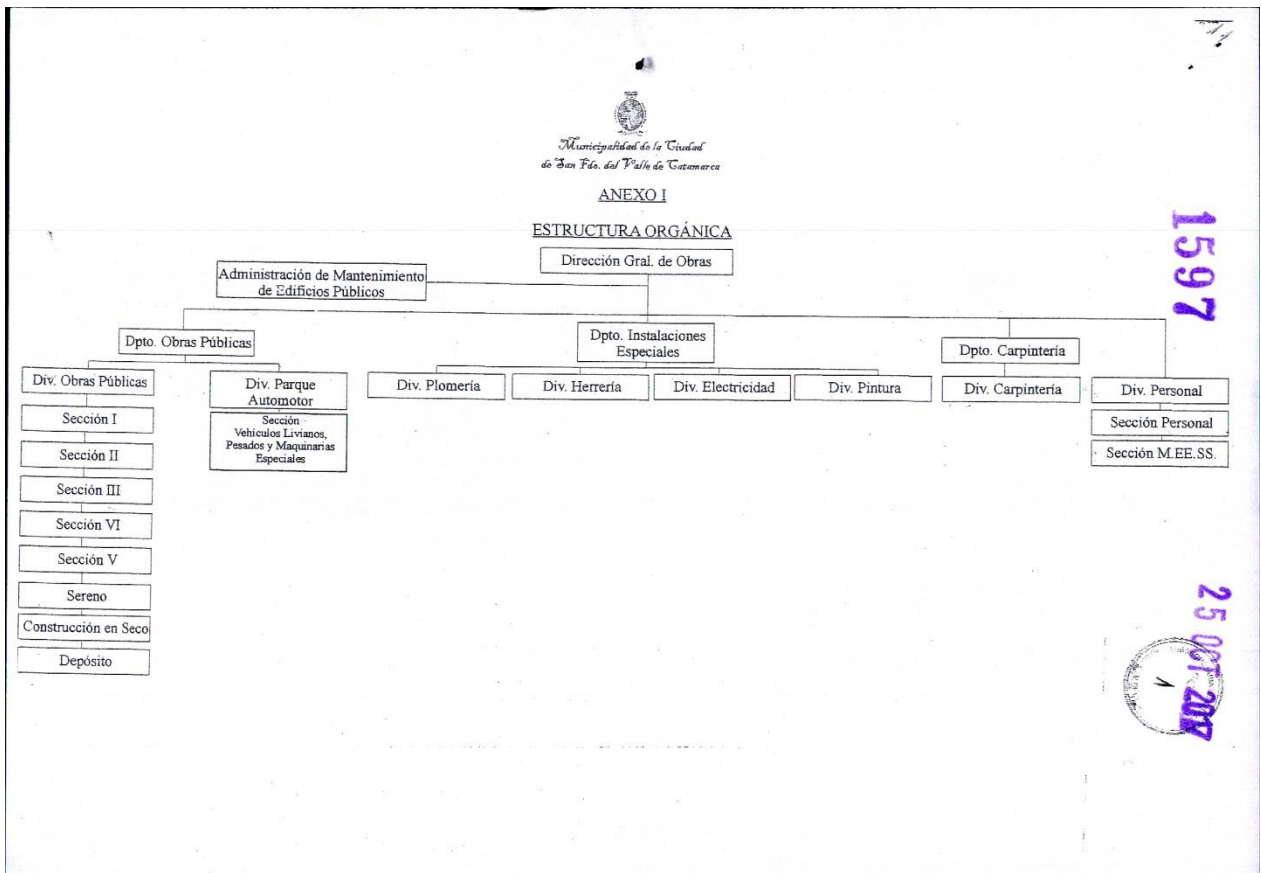 Municipalidad de la Ciudad
de San Fdo. del Valle de Catamarca
ANEXO I
ESTRUCTURA ORGÁNICA
Dirección Gral. de Obras
Administración de Mantenimiento
de Edificios Públicos
Dpto. Obras Públicas
Dpto. Instalaciones
Especiales
Dpto. Carpintería
Div. Obras Públicas
Div. Parque
Automotor
Div. Plomería
Div. Herrería
Div. Electricidad
Div. Pintura
Div. Carpintería
Div. Personal
Sección I
Sección
Vehículos Livianos,
Pesados y Maquinarias
Especiales
Sección Personal
Sección II
Sección M.EE.SS.
Sección III
Sección VI
Sección V
Sereno
Construcción en Seco
Depósito
1597
25 OCT 2017
1